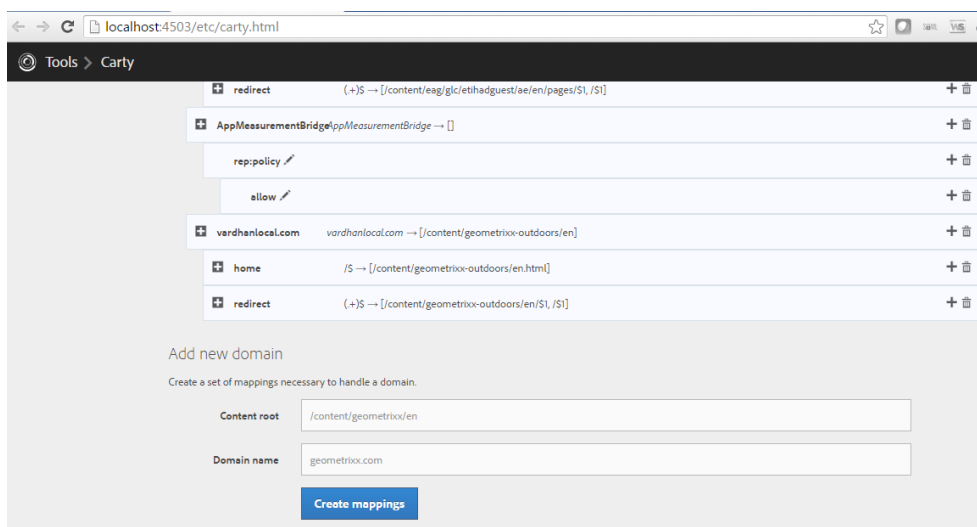 localhost:4503/etc/carty.html
Tools > Carty
redirect (.+)$ → [/content/eag/glc/etihadguest/ae/en/pages/$1, /$1]
AppMeasurementBridge AppMeasurementBridge → []
rep:policy
allow
vardhanlocal.com vardhanlocal.com → [/content/geometrixx-outdoors/en]
home /$ → [/content/geometrixx-outdoors/en.html]
redirect (.+)$ → [/content/geometrixx-outdoors/en/$1, /$1]
Add new domain
Create a set of mappings necessary to handle a domain.
Content root /content/geometrixx/en
Domain name geometrixx.com
Create mappings